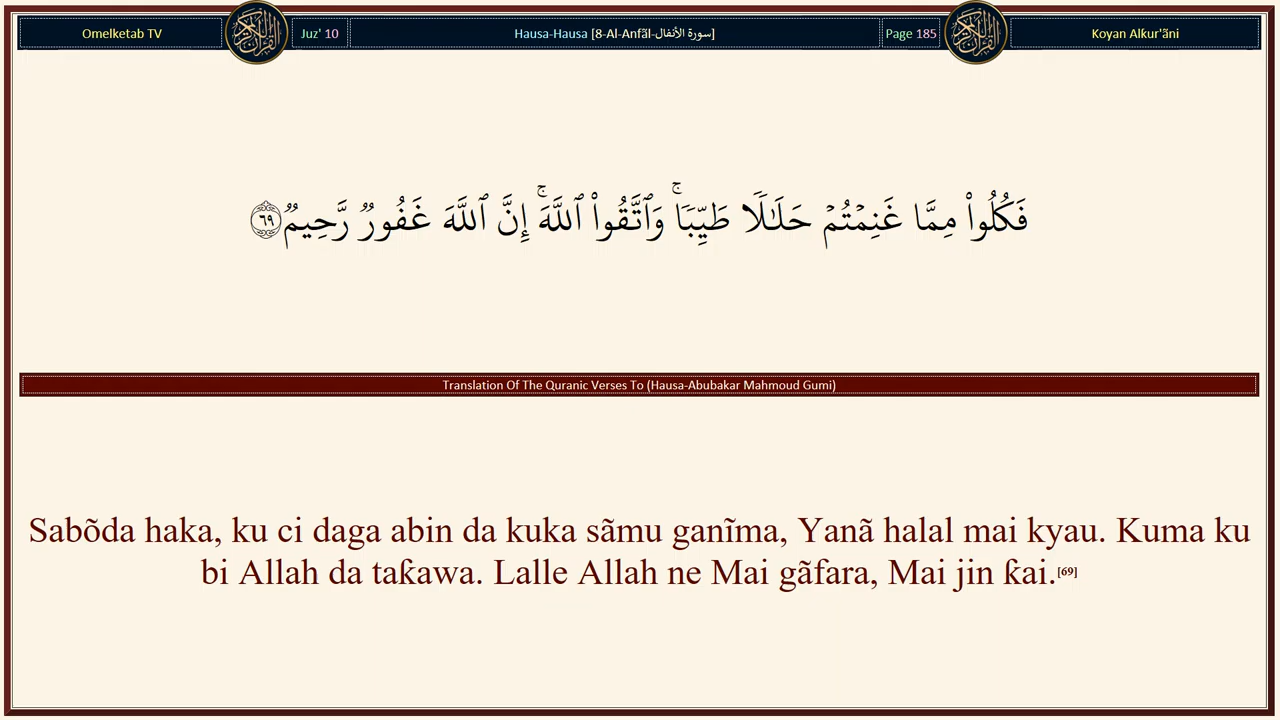 Omelketab TV
Juz' 10
Hausa-Hausa [8-Al-Anfãl-سورة الأنفال]
Page 185
Koyan Alƙur'ãni
فَكُلُوا۟ مِمَّا غَنِمْتُمْ حَلَـٰلًا طَيِّبًا ۚ وَٱتَّقُوا۟ ٱللَّهَ ۚ إِنَّ ٱللَّهَ غَفُورٌ رَّحِيمٌ ٦٩
Translation Of The Quranic Verses To (Hausa-Abubakar Mahmoud Gumi)
Sabõda haka, ku ci daga abin da kuka sãmu ganĩma, Yanã halal mai kyau. Kuma ku
bi Allah da taƙawa. Lalle Allah ne Mai gãfara, Mai jin ƙai.[69]